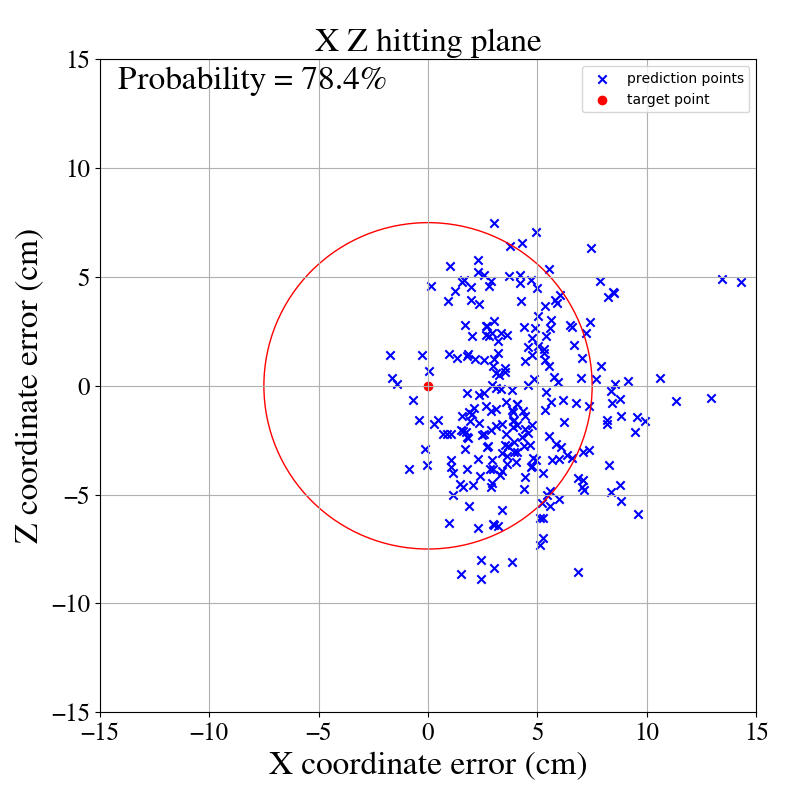 X Z hitting plane
Probability = 78.4%
prediction points
target point
15
10
5
0
−5
−10
−15
Z coordinate error (cm)
−15
−10
−5
0
5
10
15
X coordinate error (cm)